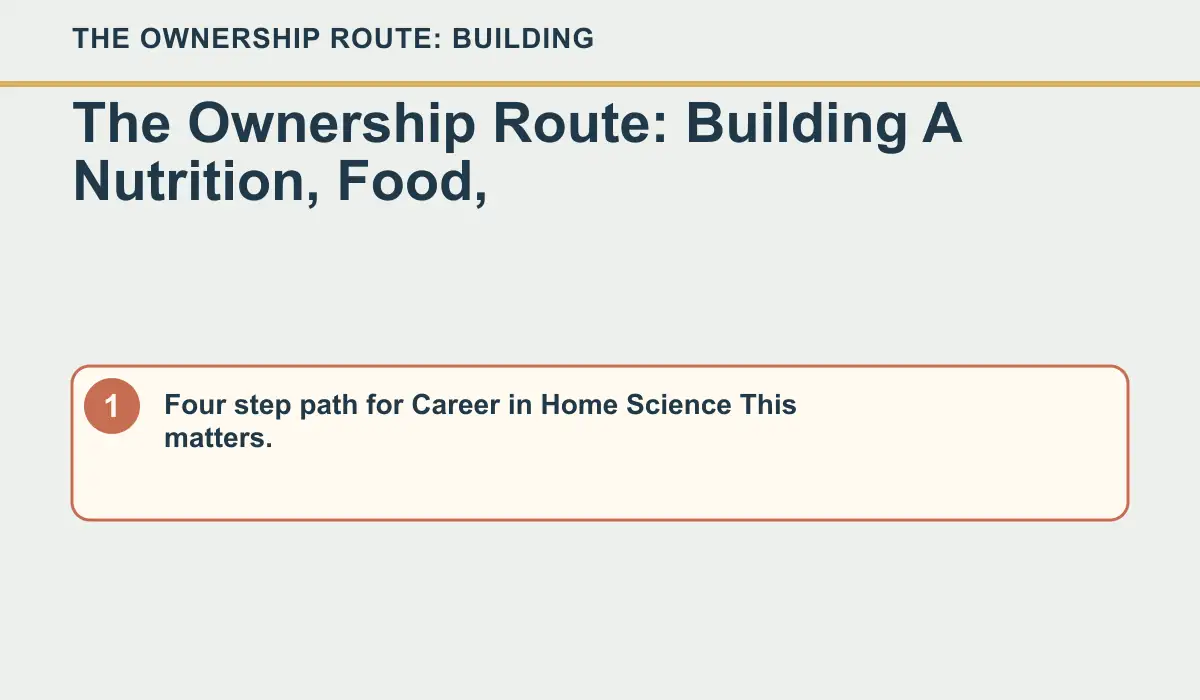 THE OWNERSHIP ROUTE: BUILDING
The Ownership Route: Building A
Nutrition, Food,
1
Four step path for Career in Home Science This
matters.